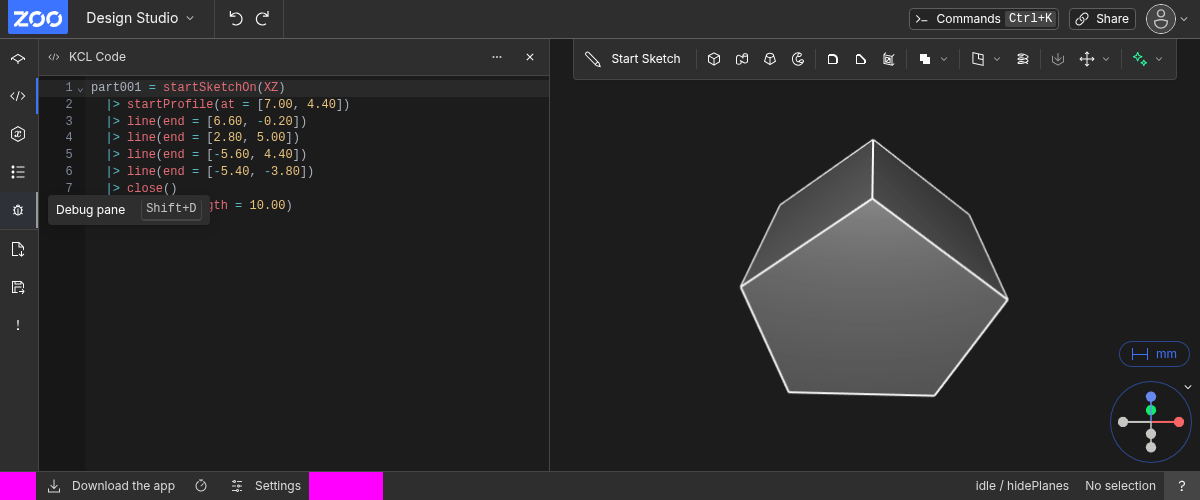 ZOO Design Studio Commands Ctrl+K Share
KCL Code
Start Sketch
1 part001 = startSketchOn(XZ)
2 |> startProfile(at = [7.00, 4.40])
3 |> line(end = [6.60, -0.20])
4 |> line(end = [2.80, 5.00])
5 |> line(end = [-5.60, 4.40])
6 |> line(end = [-5.40, -3.80])
7 |> close()
gth = 10.00)
Debug pane Shift+D
mm
Download the app Settings idle / hidePlanes No selection ?